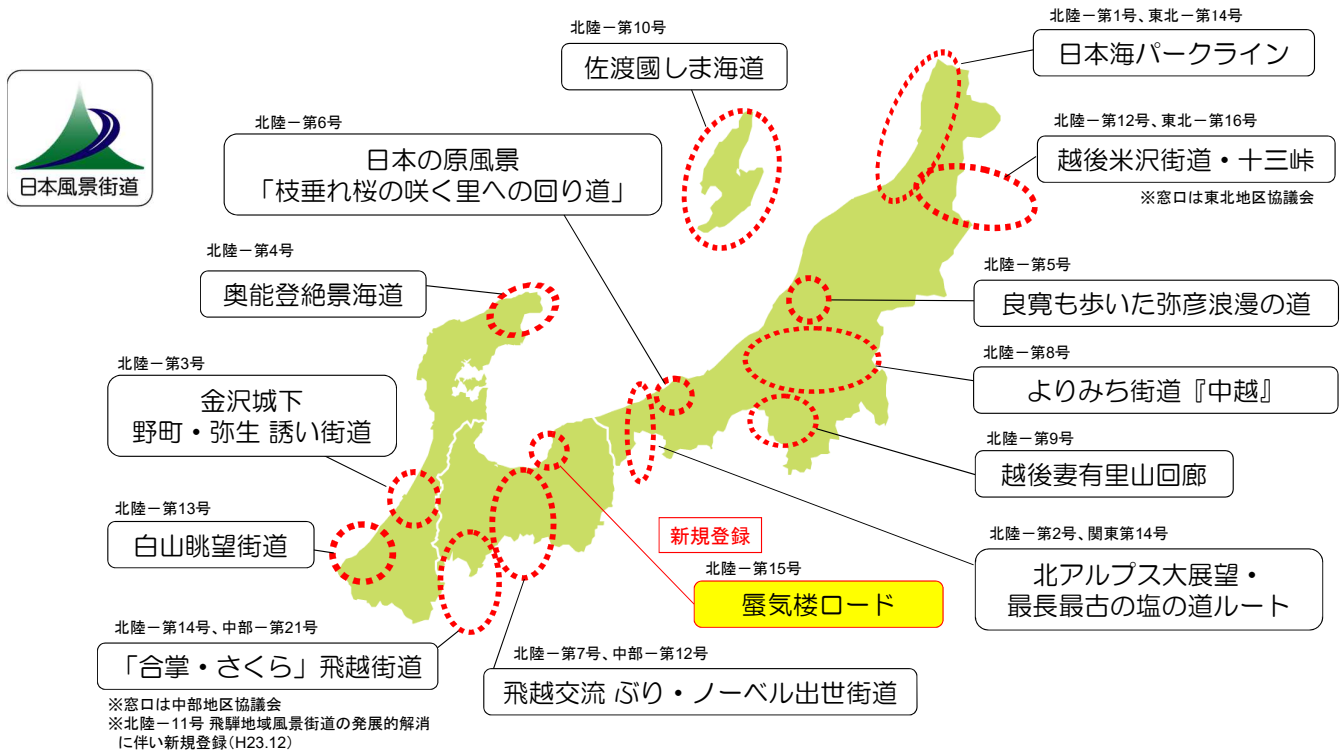 北陸－第10号
佐渡國しま海道
北陸－第1号、東北－第14号
日本海パークライン
日本風景街道
北陸－第6号
日本の原風景
「枝垂れ桜の咲く里への回り道」
北陸－第12号、東北－第16号
越後米沢街道・十三峠
※窓口は東北地区協議会
北陸－第4号
奥能登絶景海道
北陸－第5号
良寛も歩いた弥彦浪漫の道
北陸－第3号
金沢城下
野町・弥生 誘い街道
北陸－第8号
よりみち街道『中越』
北陸－第9号
越後妻有里山回廊
北陸－第13号
白山眺望街道
新規登録
北陸－第15号
蜃気楼ロード
北陸－第2号、関東第14号
北アルプス大展望・
最長最古の塩の道ルート
北陸－第14号、中部－第21号
「合掌・さくら」飛越街道
※窓口は中部地区協議会
※北陸－11号 飛騨地域風景街道の発展的解消
に伴い新規登録（H23.12）
北陸－第7号、中部－第12号
飛越交流 ぶり・ノーベル出世街道